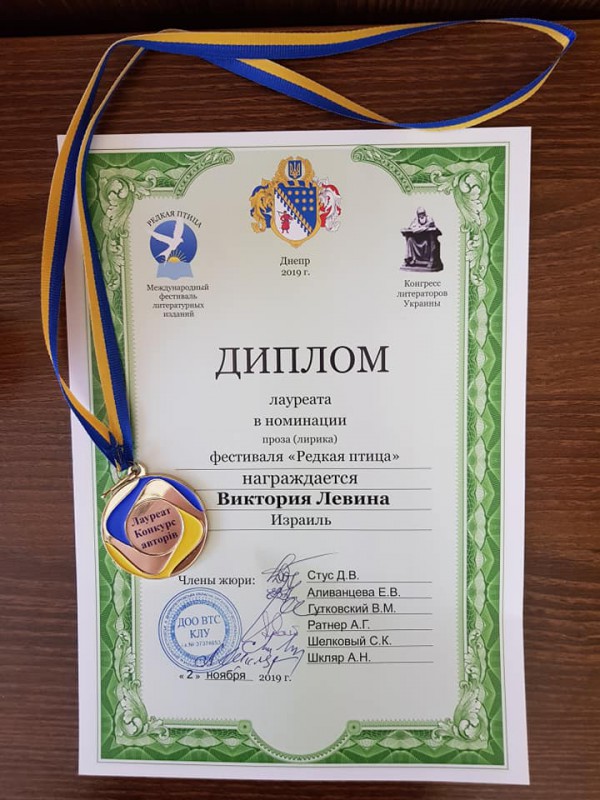 РЕДКАЯ ПТИЦА
Международный
фестиваль
литературных
изданий
Днепр
2019 г.
Конгресс
литераторов
Украины
ДИПЛОМ
лауреата
в номинации
проза (лирика)
фестиваля «Редкая птица»
награждается
Виктория Левина
Израиль
Лауреат
Конкурс
авторів
Члены жюри:
Стус Д.В.
Аливанцева Е.В.
Гутковский В.М.
Ратнер А.Г.
Шелковый С.К.
Шкляр А.Н.
ДОО ВТС
КЛУ
« 2 » ноября 2019 г.